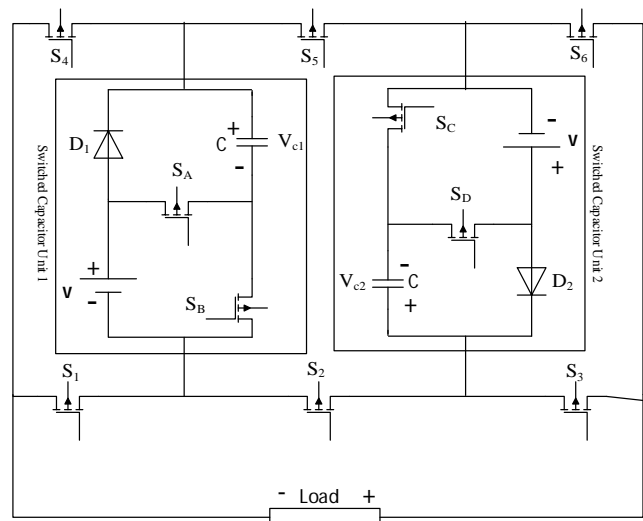 S4
S5
S6
Switched Capacitor Unit 1
D1
+
C
-
Vc1
SA
+
V
-
SB
SC
-
V
+
SD
Vc2
-
C
+
D2
Switched Capacitor Unit 2
S1
S2
S3
- Load +